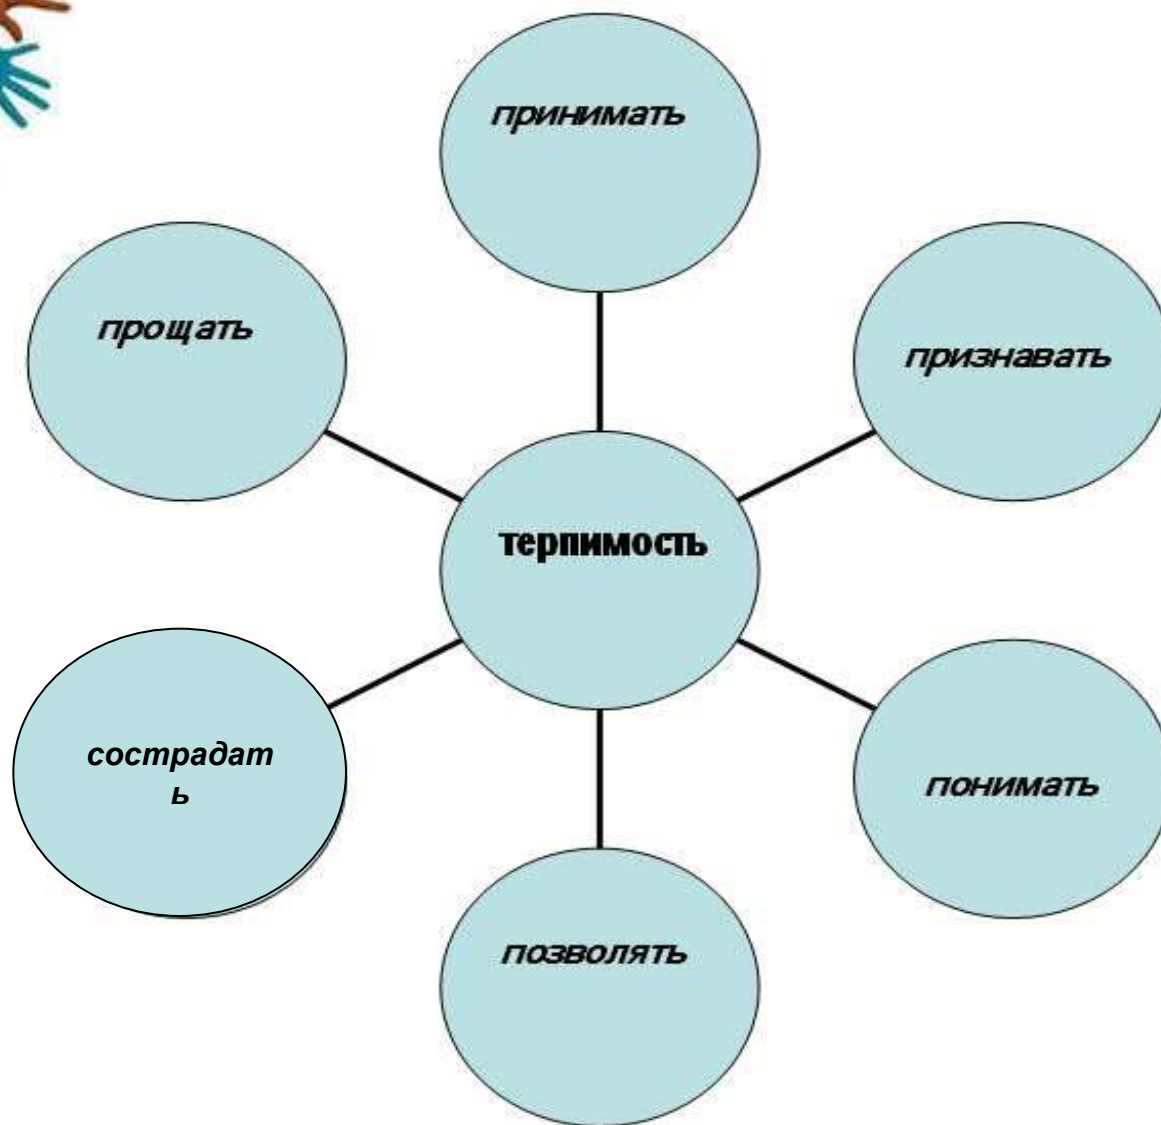 принимать
прощать
признавать
терпимость
сострадат
ь
понимать
позволять